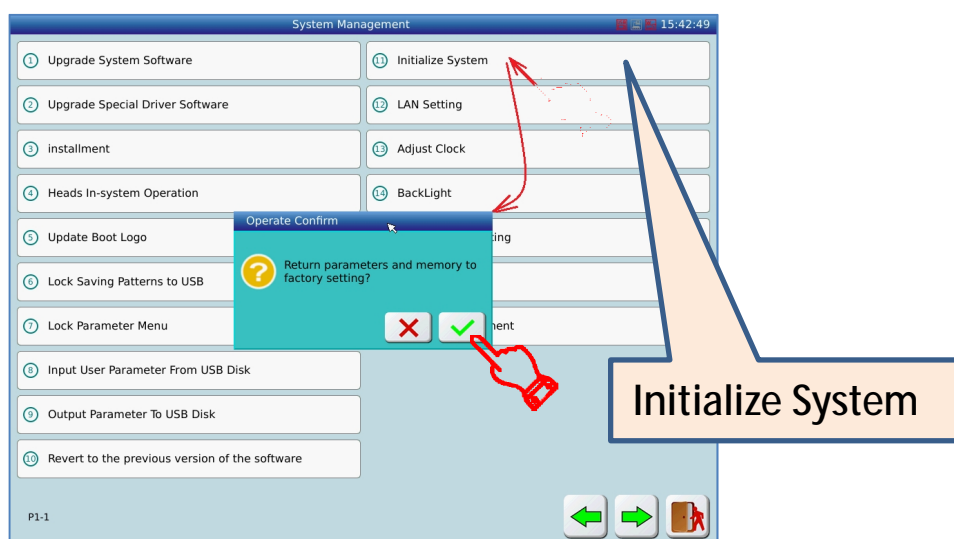 System Management
15:42:49
1 Upgrade System Software
2 Upgrade Special Driver Software
3 installment
4 Heads In-system Operation
5 Update Boot Logo
6 Lock Saving Patterns to USB
7 Lock Parameter Menu
8 Input User Parameter From USB Disk
9 Output Parameter To USB Disk
10 Revert to the previous version of the software
11 Initialize System
12 LAN Setting
13 Adjust Clock
14 BackLight
Operate Confirm
?
Return parameters and memory to
factory setting?
P1-1
Initialize System